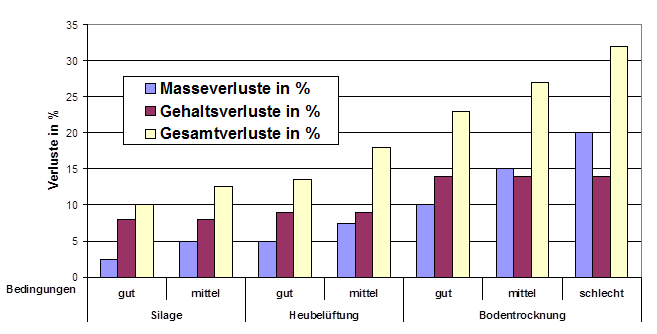 35
30
25
20
15
10
5
0
Verluste in %
Masseverluste in %
Gehaltsverluste in %
Gesamtverluste in %
Bedingungen gut mittel gut mittel gut mittel schlecht
Silage Heubelüftung Bodentrocknung